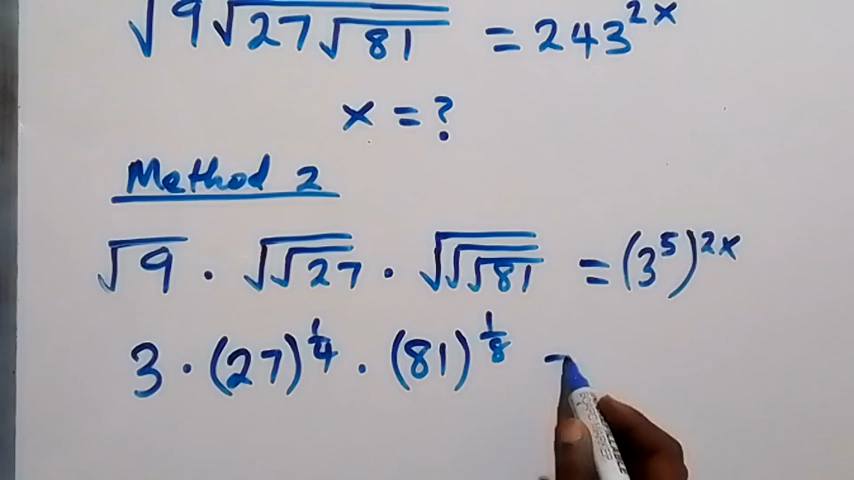 √9√27√81 = 243^2x
x = ?
Method 2
√9 · √√27 · √√√81 = (3^5)^2x
3 · (27)^1/4 · (81)^1/8 =